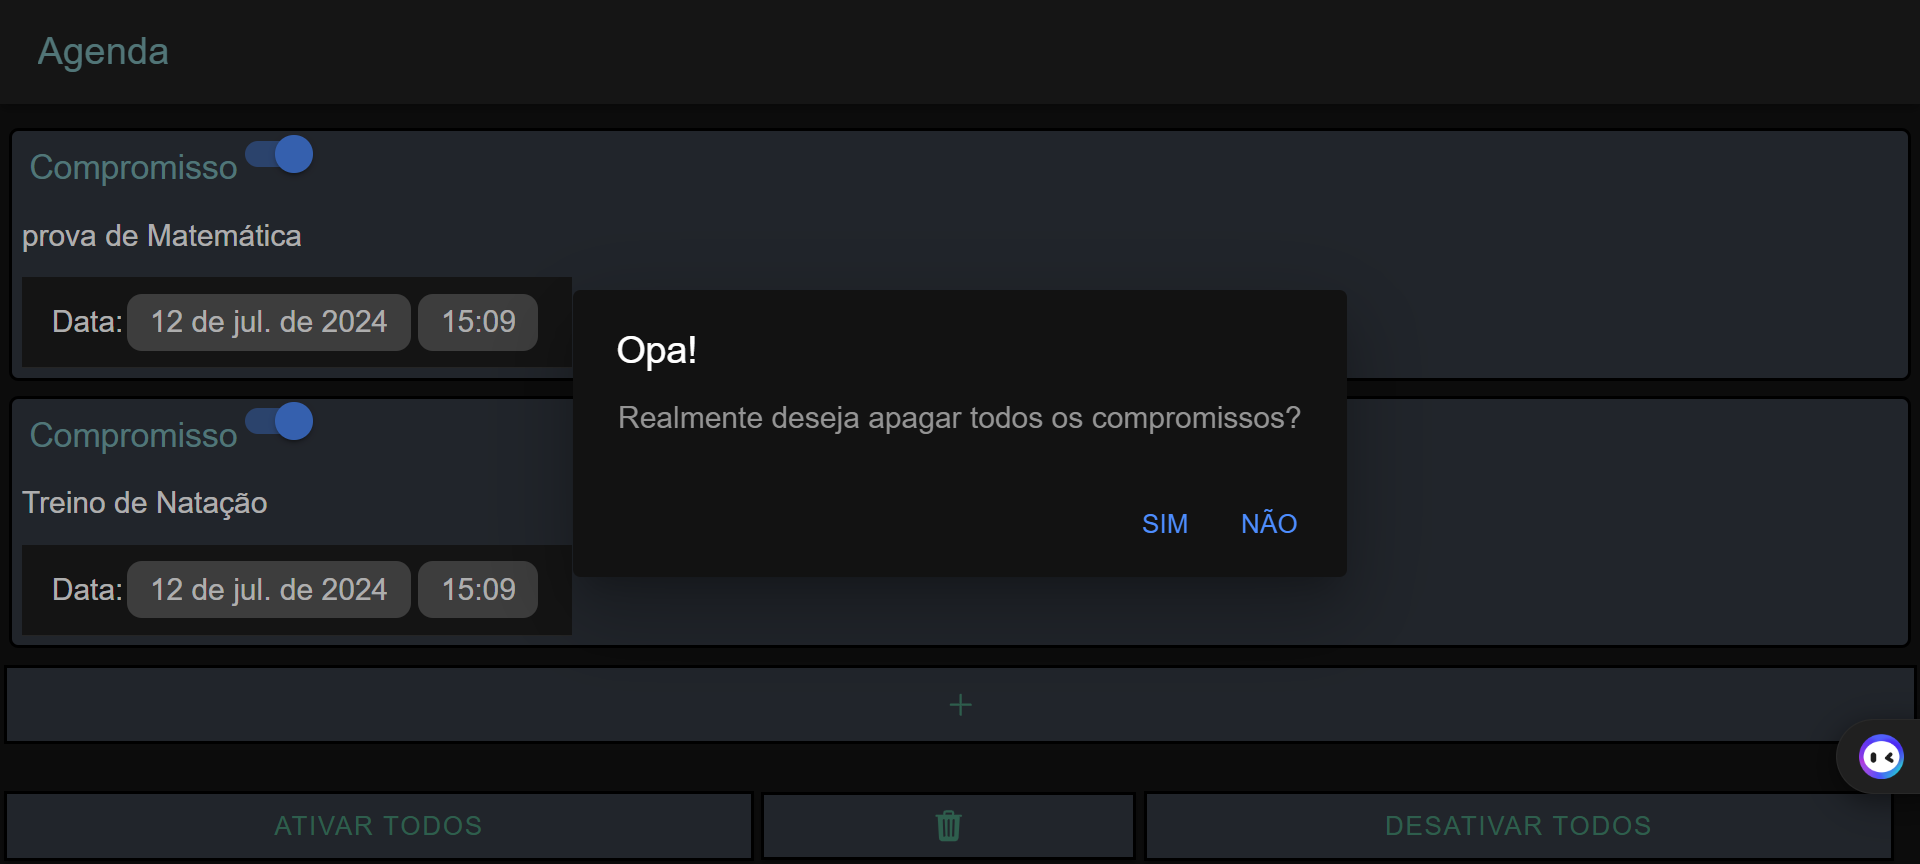 Agenda
Compromisso
prova de Matemática
Data: 12 de jul. de 2024 15:09
Opa!
Realmente deseja apagar todos os compromissos?
SIM NÃO
Compromisso
Treino de Natação
Data: 12 de jul. de 2024 15:09
+
ATIVAR TODOS
DESATIVAR TODOS